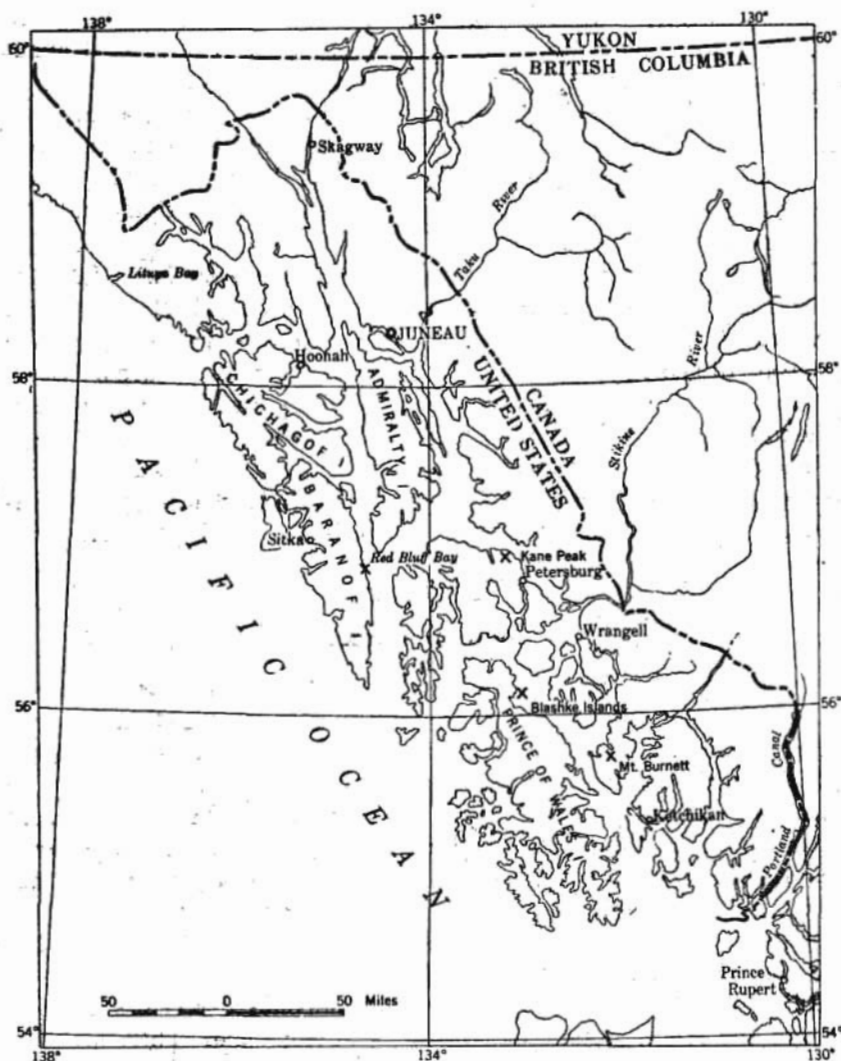 138°
134°
130°
60°
60°
YUKON
BRITISH COLUMBIA
Skagway
River
Taku
Lituya Bay
JUNEAU
Hoonah
58°
58°
CHICHAGOF I
ADMIRALTY I
CANADA
UNITED STATES
River
Stikine
PACIFIC OCEAN
BARANOF I
Sitka
Red Bluff Bay
Kane Peak
Petersburg
Wrangell
56°
56°
Blashke Islands
PRINCE OF WALES
Mt. Burnett
Ketchikan
Canal
Portland
Prince
Rupert
50 0 50 Miles
54°
54°
138°
134°
130°